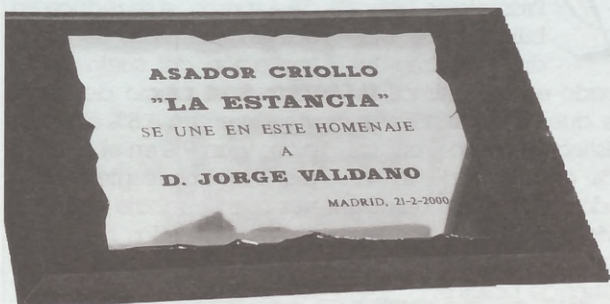 ASADOR CRIOLLO
"LA ESTANCIA"
SE UNE EN ESTE HOMENAJE
A
D. JORGE VALDANO
MADRID, 21-2-2000